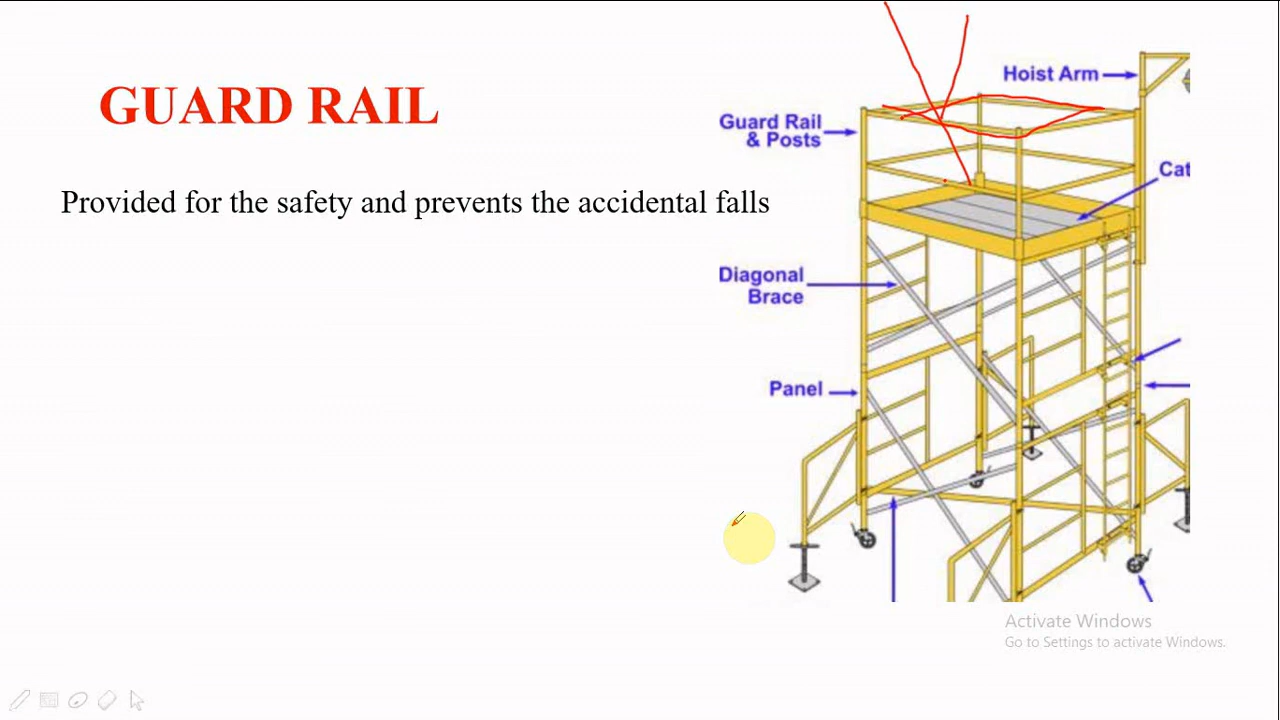 GUARD RAIL
Provided for the safety and prevents the accidental falls
Hoist Arm
Guard Rail
& Posts
Cat
Diagonal
Brace
Panel
Activate Windows
Go to Settings to activate Windows.